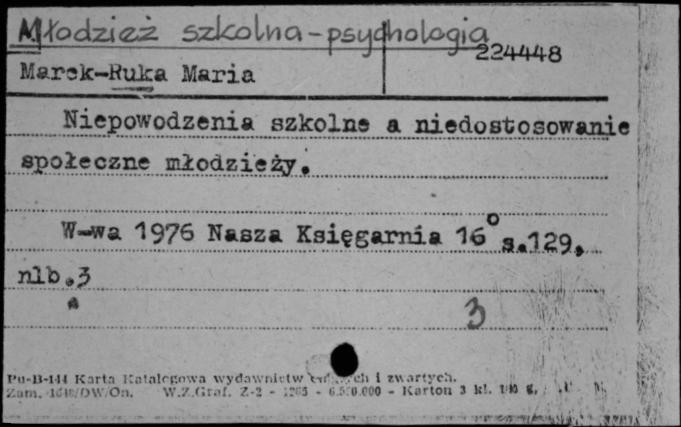 Młodzież szkolna-psychologia
224448
Marek-Ruka Maria
Niepowodzenia szkolne a niedostosowanie
społeczne młodzieży.
W-wa 1976 Nasza Księgarnia 16° s.129,
nlb.3
3
Pu-B-144 Karta Katalogowa wydawnictw i zwartych.
Zam. W.Z.Graf. Z-2 - - Karton 3 kl.